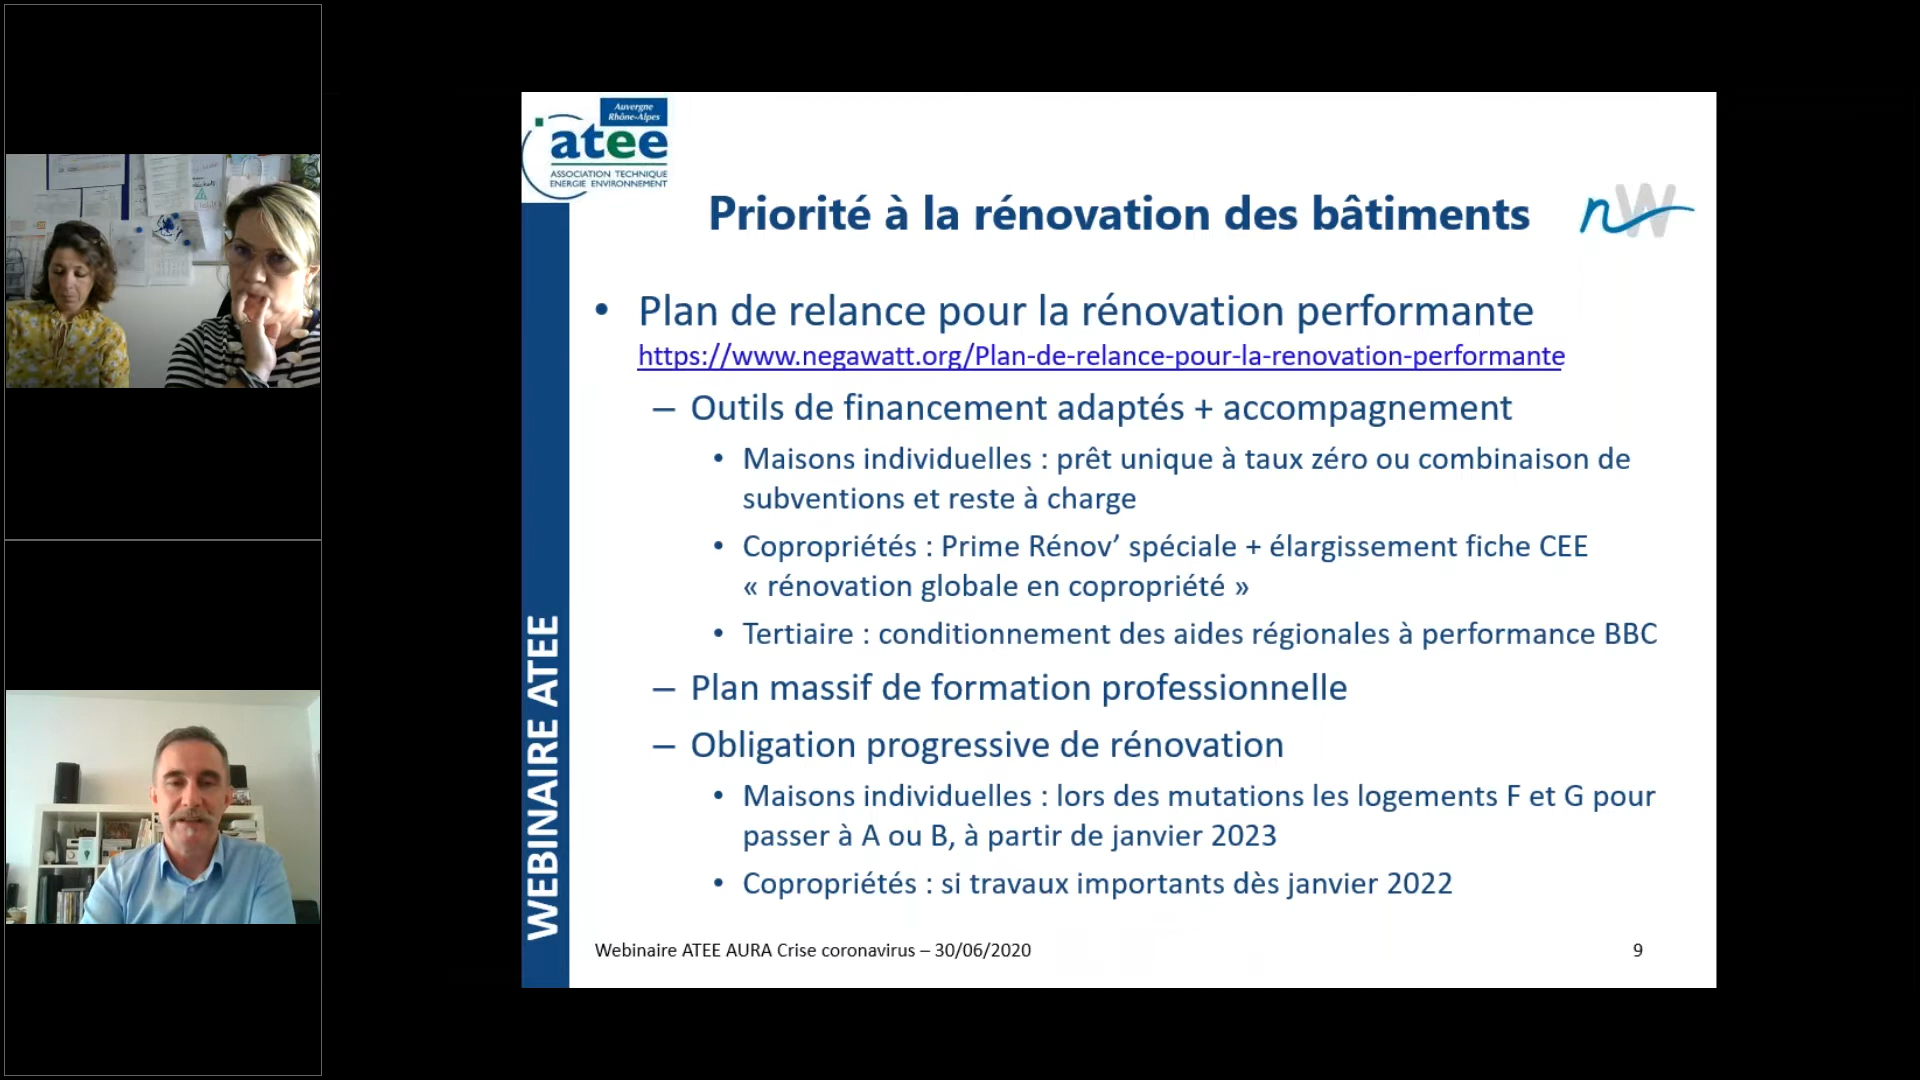 Auvergne
Rhône-Alpes
atee
ASSOCIATION TECHNIQUE
ENERGIE ENVIRONNEMENT
Priorité à la rénovation des bâtiments
nW
• Plan de relance pour la rénovation performante
https://www.negawatt.org/Plan-de-relance-pour-la-renovation-performante
– Outils de financement adaptés + accompagnement
• Maisons individuelles : prêt unique à taux zéro ou combinaison de
subventions et reste à charge
• Copropriétés : Prime Rénov’ spéciale + élargissement fiche CEE
« rénovation globale en copropriété »
• Tertiaire : conditionnement des aides régionales à performance BBC
– Plan massif de formation professionnelle
– Obligation progressive de rénovation
• Maisons individuelles : lors des mutations les logements F et G pour
passer à A ou B, à partir de janvier 2023
• Copropriétés : si travaux importants dès janvier 2022
WEBINAIRE ATEE
Webinaire ATEE AURA Crise coronavirus – 30/06/2020
9